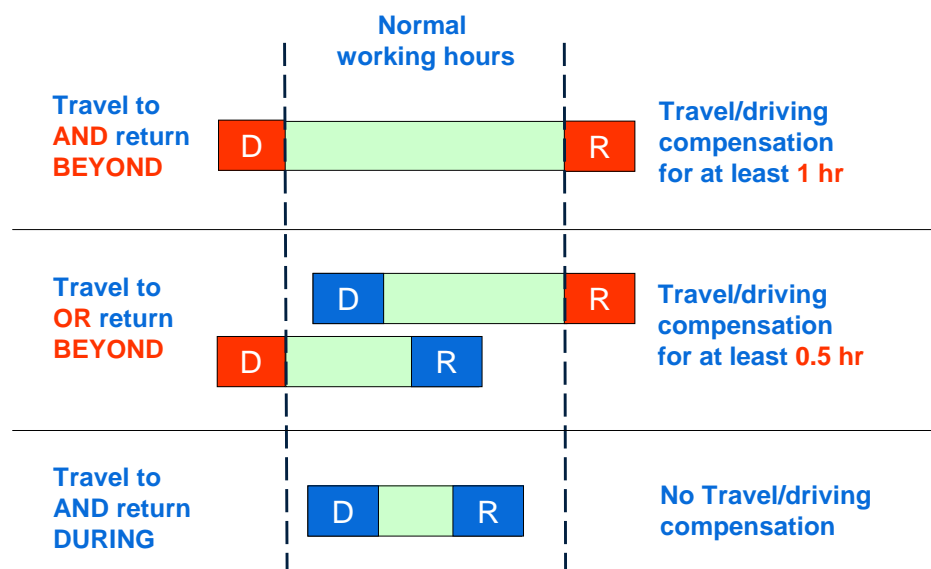 Normal
working hours
Travel to
AND return
BEYOND
D
R
Travel/driving
compensation
for at least 1 hr
Travel to
OR return
BEYOND
D
R
D
R
Travel/driving
compensation
for at least 0.5 hr
Travel to
AND return
DURING
D
R
No Travel/driving
compensation